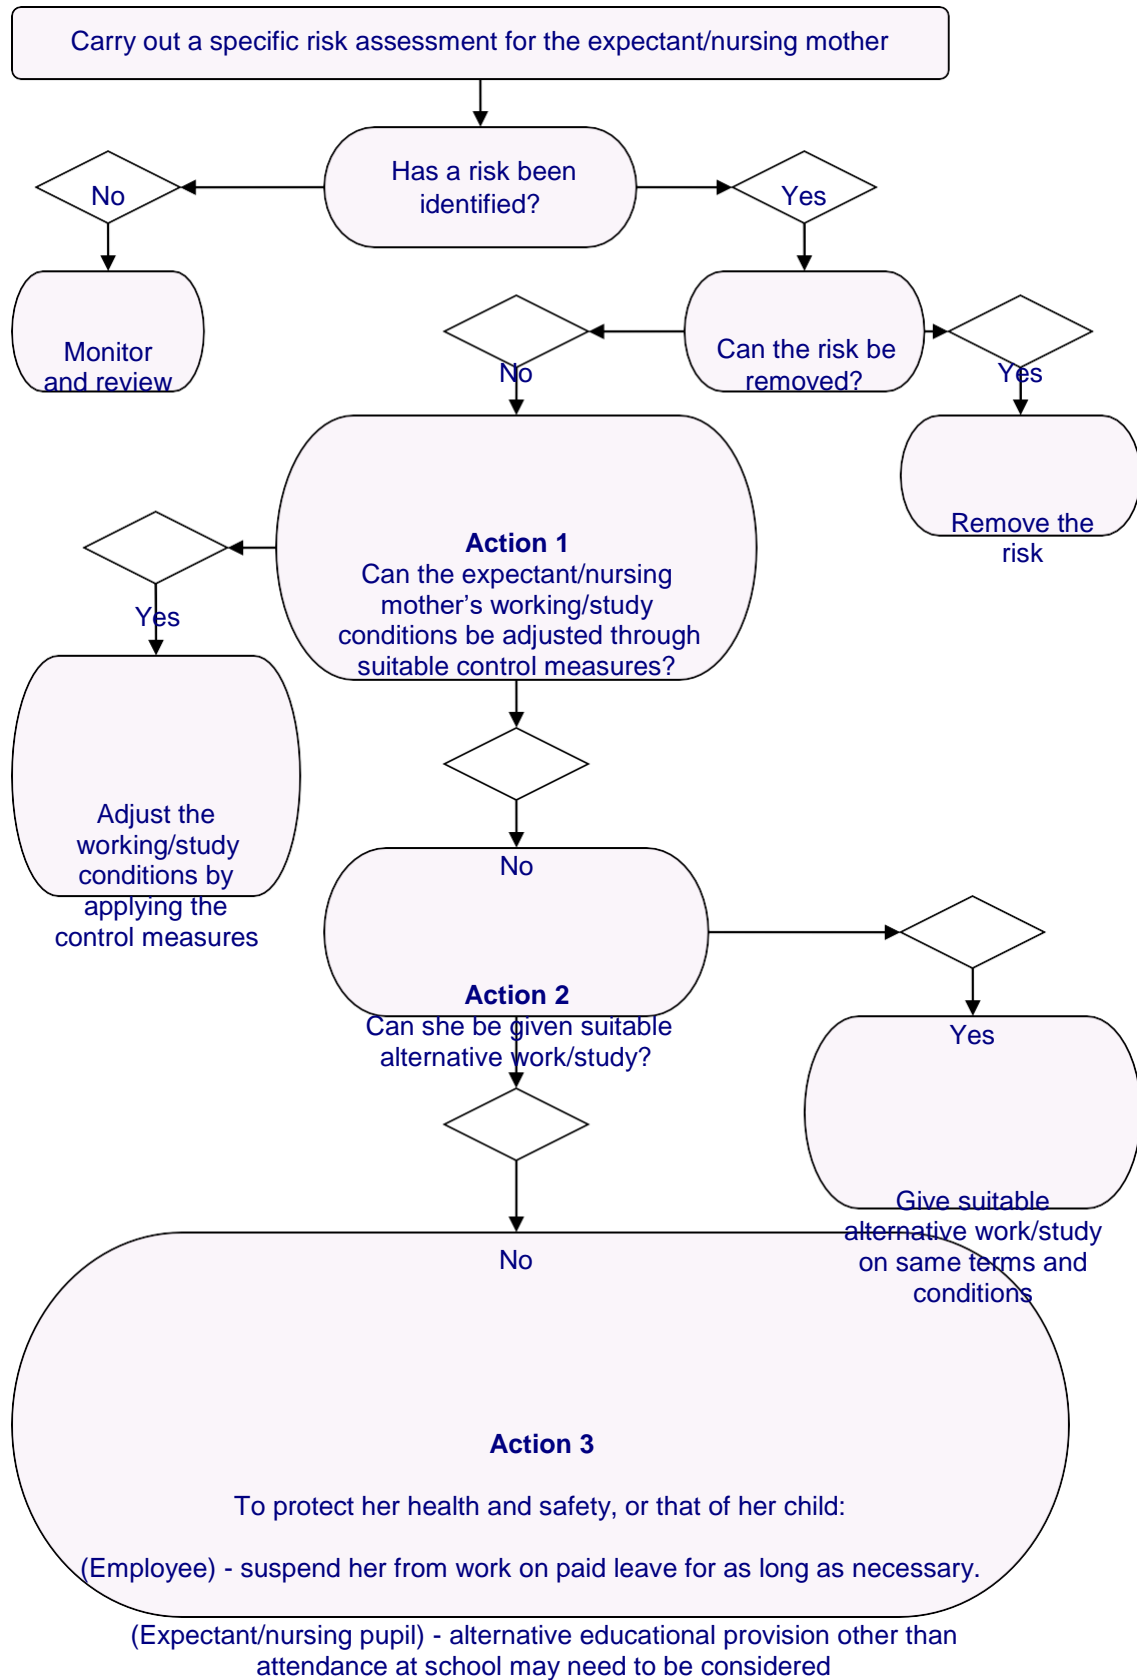 Carry out a specific risk assessment for the expectant/nursing mother
Has a risk been
identified?
No
Yes
Monitor
and review
Can the risk be
removed?
No
Yes
Remove the
risk
Action 1
Can the expectant/nursing
mother’s working/study
conditions be adjusted through
suitable control measures?
Yes
Adjust the
working/study
conditions by
applying the
control measures
No
Action 2
Can she be given suitable
alternative work/study?
Yes
Give suitable
alternative work/study
on same terms and
conditions
No
Action 3
To protect her health and safety, or that of her child:
(Employee) - suspend her from work on paid leave for as long as necessary.
(Expectant/nursing pupil) - alternative educational provision other than
attendance at school may need to be considered